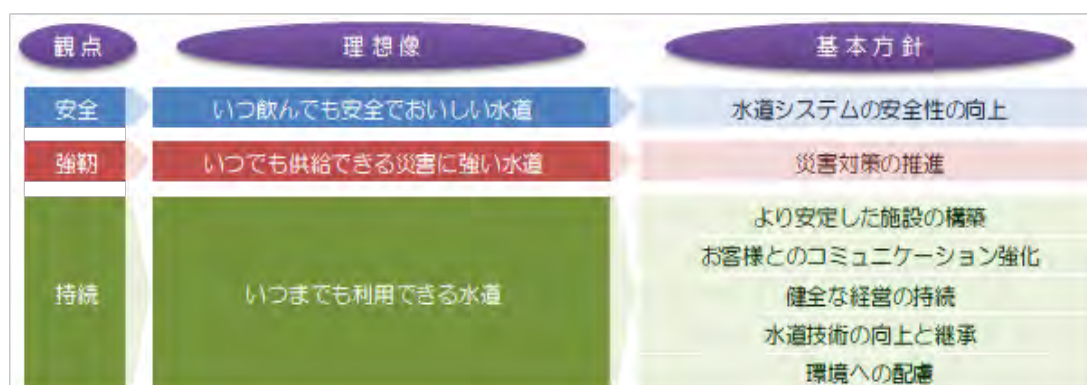 観点 理想像 基本方針
安全 いつ飲んでも安全でおいしい水道 水道システムの安全性の向上
強靭 いつでも供給できる災害に強い水道 災害対策の推進
持続 いつまでも利用できる水道
より安定した施設の構築
お客様とのコミュニケーション強化
健全な経営の持続
水道技術の向上と継承
環境への配慮